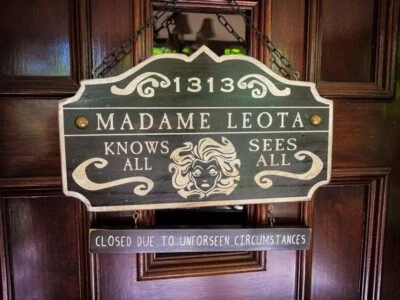 1313
MADAME LEOTA
KNOWS SEES
ALL ALL
CLOSED DUE TO UNFORSEEN CIRCUMSTANCES